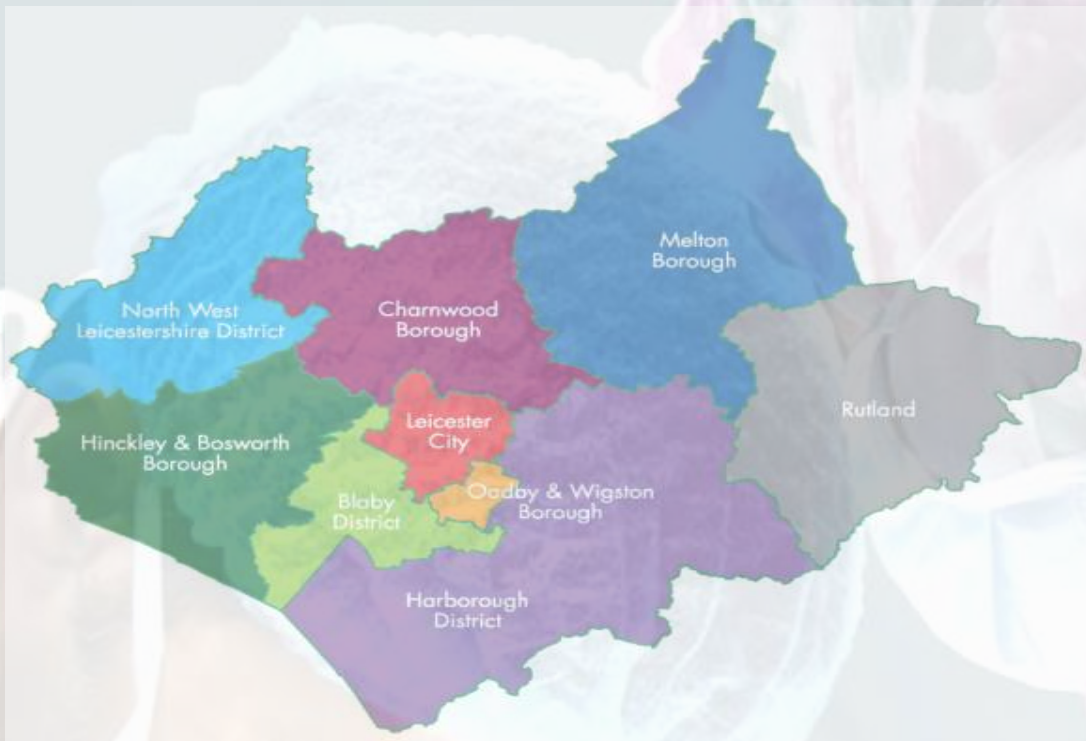 Melton
Borough
North West
Leicestershire District
Charnwood
Borough
Rutland
Leicester
City
Hinckley & Bosworth
Borough
Oadby & Wigston
Borough
Blaby
District
Harborough
District